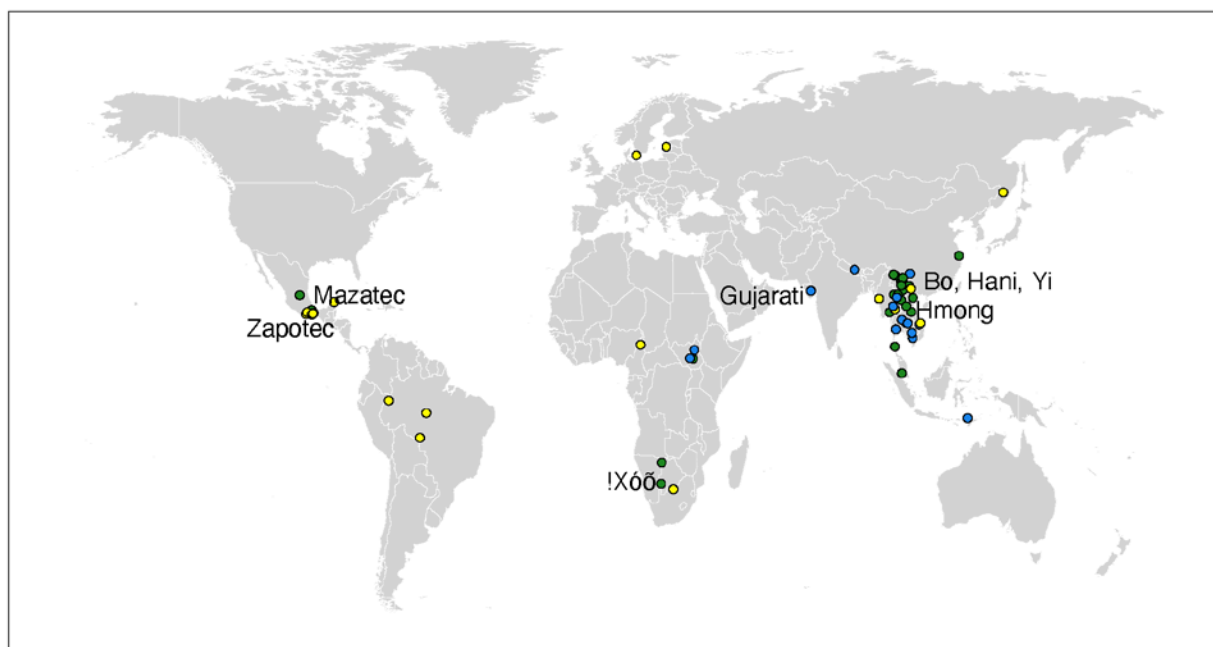 Mazatec
Zapotec
Gujarati
Bo, Hani, Yi
Hmong
!Xóõ